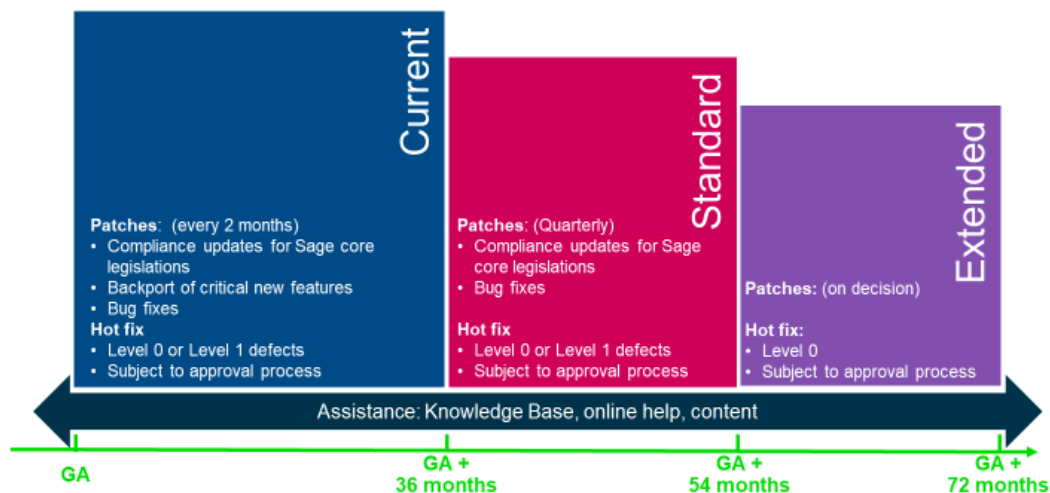 Current
Patches:  (every 2 months)
• Compliance updates for Sage core
legislations
• Backport of critical new features
• Bug fixes
Hot fix
• Level 0 or Level 1 defects
• Subject to approval process
Standard
Patches: (Quarterly)
• Compliance updates for Sage
core legislations
• Bug fixes
Hot fix
• Level 0 or Level 1 defects
• Subject to approval process
Extended
Patches: (on decision)
Hot fix:
• Level 0
• Subject to approval process
Assistance: Knowledge Base, online help, content
GA
GA +
36 months
GA +
54 months
GA +
72 months